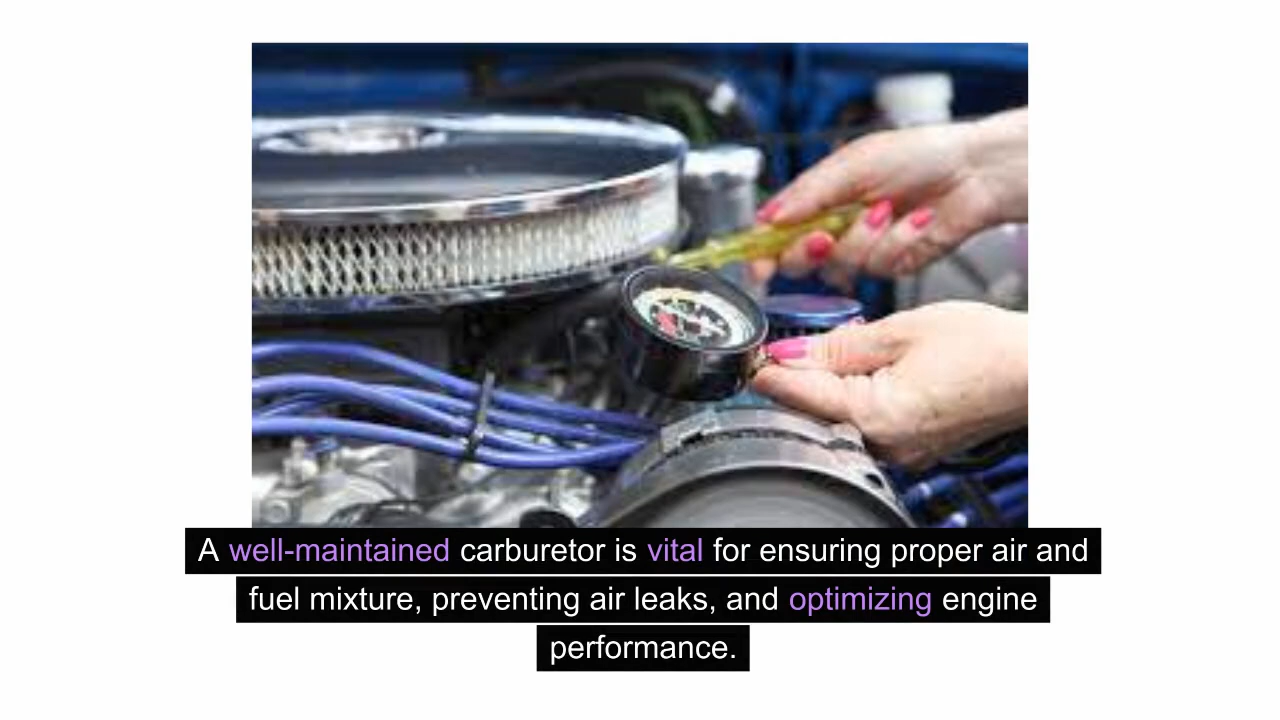 A well-maintained carburetor is vital for ensuring proper air and
fuel mixture, preventing air leaks, and optimizing engine
performance.